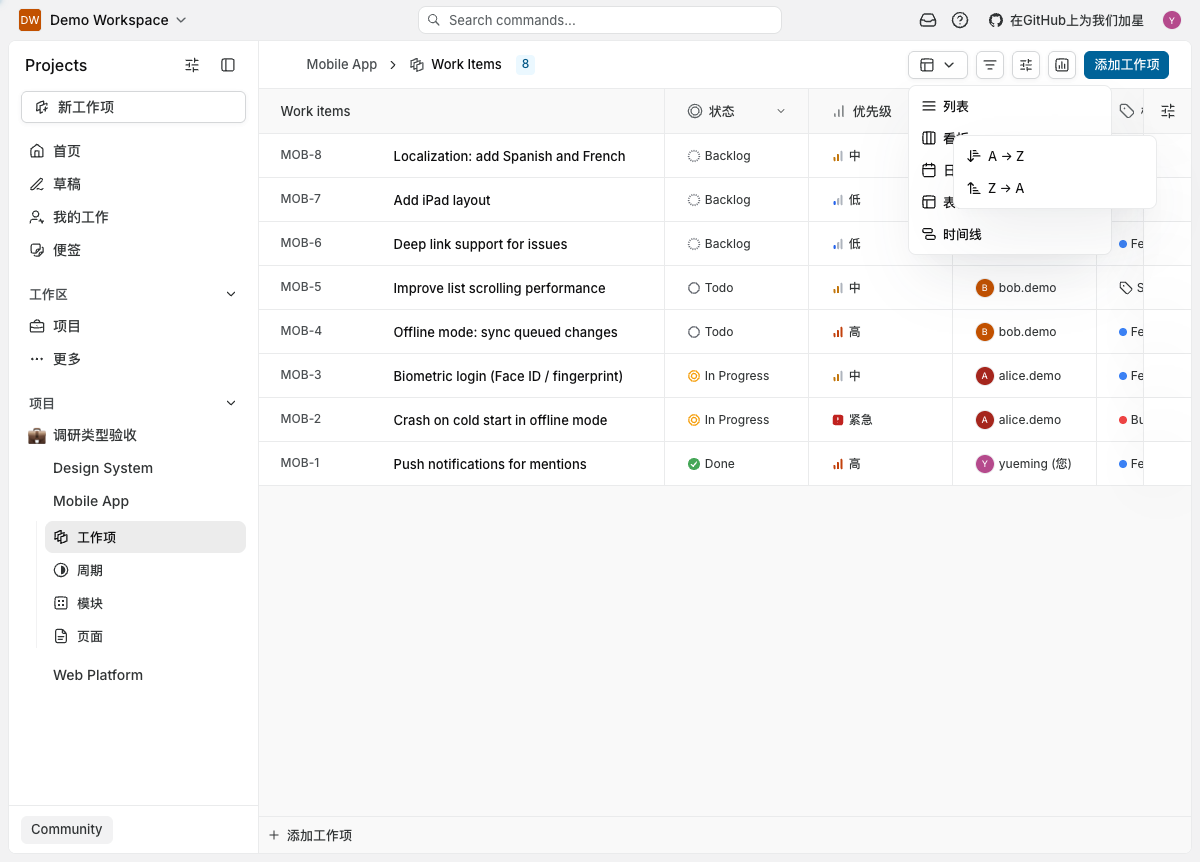 DW Demo Workspace
Search commands...
在GitHub上为我们加星
Y
Projects
新工作项
首页
草稿
我的工作
便签
工作区
项目
更多
项目
调研类型验收
Design System
Mobile App
工作项
周期
模块
页面
Web Platform
Community
Mobile App
Work Items
8
添加工作项
Work items
状态
优先级
列表
看板
日
表
时间线
A → Z
Z → A
MOB-8 Localization: add Spanish and French Backlog 中
MOB-7 Add iPad layout Backlog 低
MOB-6 Deep link support for issues Backlog 低 Fe
MOB-5 Improve list scrolling performance Todo 中 B bob.demo S
MOB-4 Offline mode: sync queued changes Todo 高 B bob.demo Fe
MOB-3 Biometric login (Face ID / fingerprint) In Progress 中 A alice.demo Fe
MOB-2 Crash on cold start in offline mode In Progress 紧急 A alice.demo Bu
MOB-1 Push notifications for mentions Done 高 Y yueming (您) Fe
添加工作项